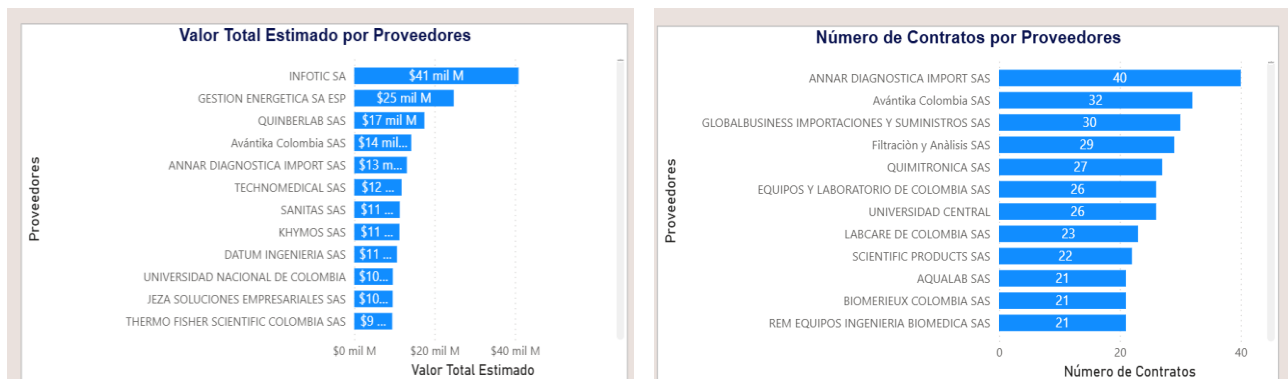 Valor Total Estimado por Proveedores
INFOTIC SA
$41 mil M
GESTION ENERGETICA SA ESP
$25 mil M
QUINBERLAB SAS
$17 mil M
Avántika Colombia SAS
$14 mil...
ANNAR DIAGNOSTICA IMPORT SAS
$13 m...
TECHNOMEDICAL SAS
$12 ...
SANITAS SAS
$11 ...
KHYMOS SAS
$11 ...
DATUM INGENIERIA SAS
$11 ...
UNIVERSIDAD NACIONAL DE COLOMBIA
$10...
JEZA SOLUCIONES EMPRESARIALES SAS
$10...
THERMO FISHER SCIENTIFIC COLOMBIA SAS
$9 ...
Proveedores
$0 mil M
$20 mil M
$40 mil M
Valor Total Estimado
Número de Contratos por Proveedores
ANNAR DIAGNOSTICA IMPORT SAS
40
Avántika Colombia SAS
32
GLOBALBUSINESS IMPORTACIONES Y SUMINISTROS SAS
30
Filtraciòn y Anàlisis SAS
29
QUIMITRONICA SAS
27
EQUIPOS Y LABORATORIO DE COLOMBIA SAS
26
UNIVERSIDAD CENTRAL
26
LABCARE DE COLOMBIA SAS
23
SCIENTIFIC PRODUCTS SAS
22
AQUALAB SAS
21
BIOMERIEUX COLOMBIA SAS
21
REM EQUIPOS INGENIERIA BIOMEDICA SAS
21
Proveedores
0
20
40
Número de Contratos